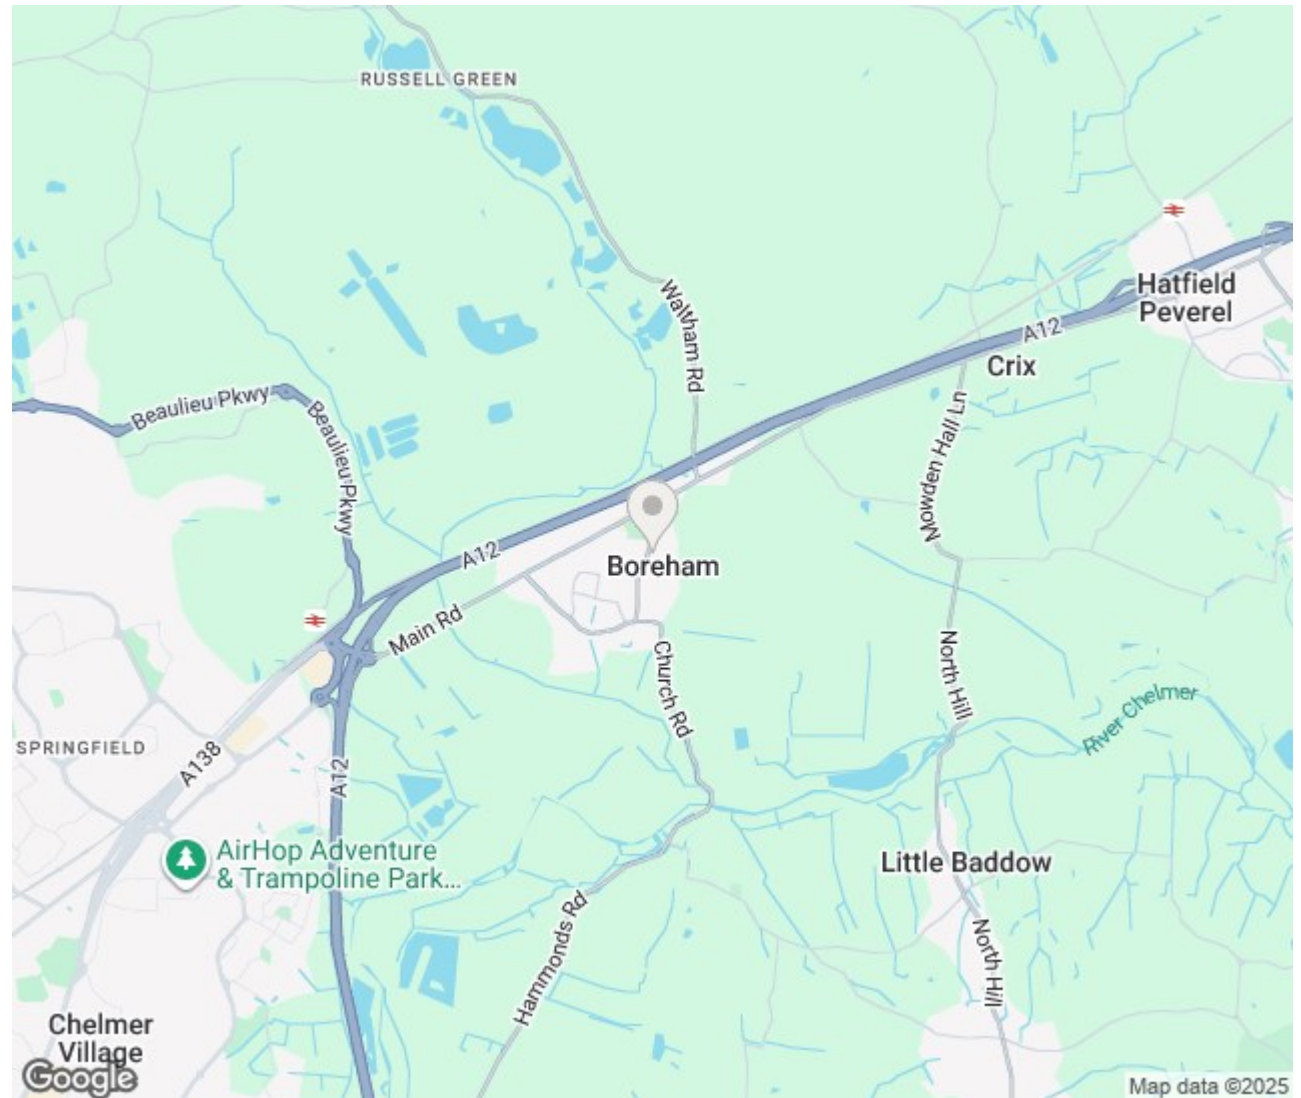 RUSSELL GREEN
Waltham Rd
Hatfield
Peverel
A12
Crix
Beaulieu Pkwy
Beaulieu Pkwy
Mowden Hall Ln
A12
Boreham
Main Rd
Church Rd
North Hill
River Chelmer
SPRINGFIELD
A138
A12
AirHop Adventure
& Trampoline Park...
Little Baddow
Hammonds Rd
North Hill
Chelmer
Village
Google
Map data ©2025